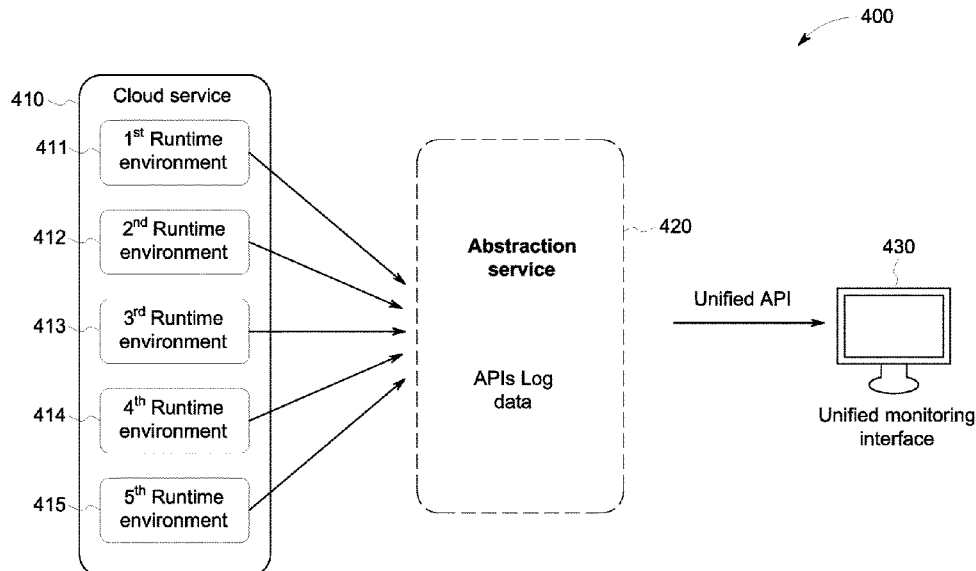 400
410
Cloud service
411
1st Runtime
environment
412
2nd Runtime
environment
413
3rd Runtime
environment
414
4th Runtime
environment
415
5th Runtime
environment
Abstraction
service
APIs Log
data
420
Unified API
430
Unified monitoring
interface